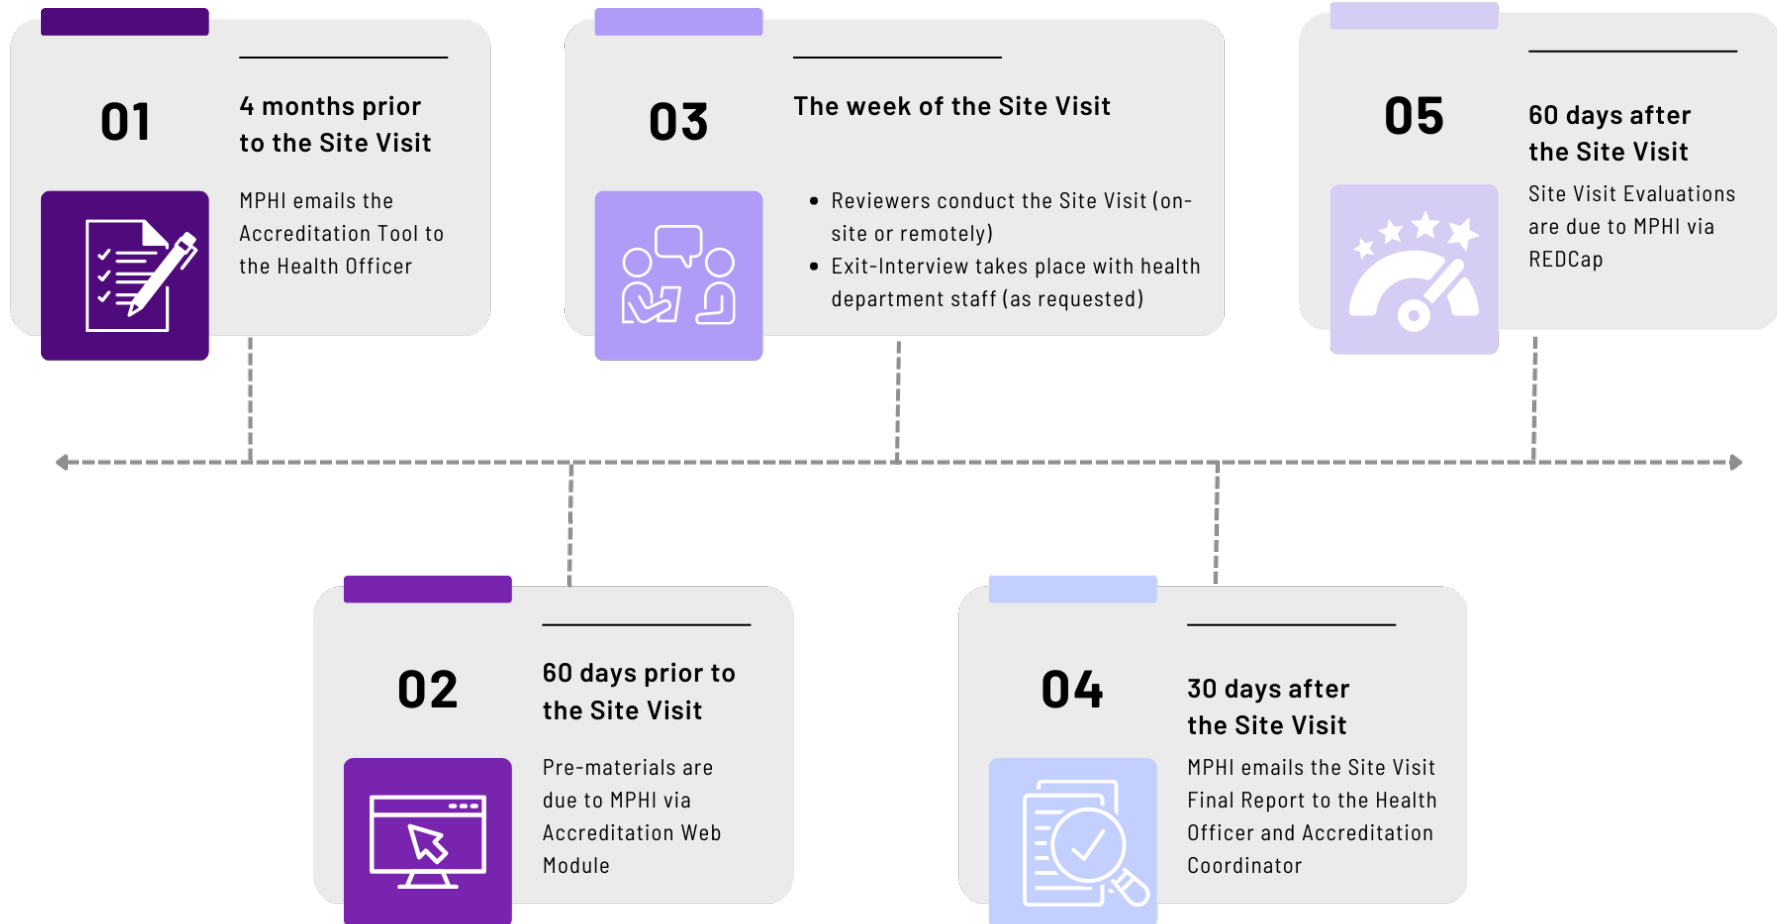 01
4 months prior
to the Site Visit
MPHI emails the
Accreditation Tool to
the Health Officer
02
60 days prior to
the Site Visit
Pre-materials are
due to MPHI via
Accreditation Web
Module
03
The week of the Site Visit
• Reviewers conduct the Site Visit (on-
site or remotely)
• Exit-Interview takes place with health
department staff (as requested)
04
30 days after
the Site Visit
MPHI emails the Site Visit
Final Report to the Health
Officer and Accreditation
Coordinator
05
60 days after
the Site Visit
Site Visit Evaluations
are due to MPHI via
REDCap